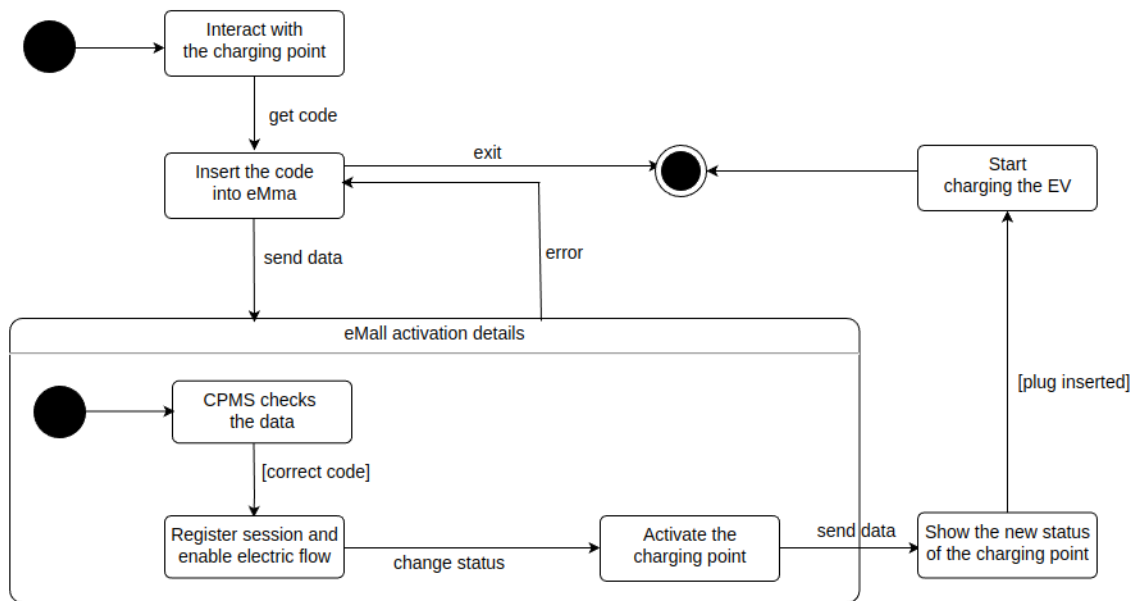 Interact with
the charging point
get code
Insert the code
into eMma
exit
Start
charging the EV
send data
error
eMall activation details
CPMS checks
the data
[plug inserted]
[correct code]
Register session and
enable electric flow
change status
Activate the
charging point
send data
Show the new status
of the charging point